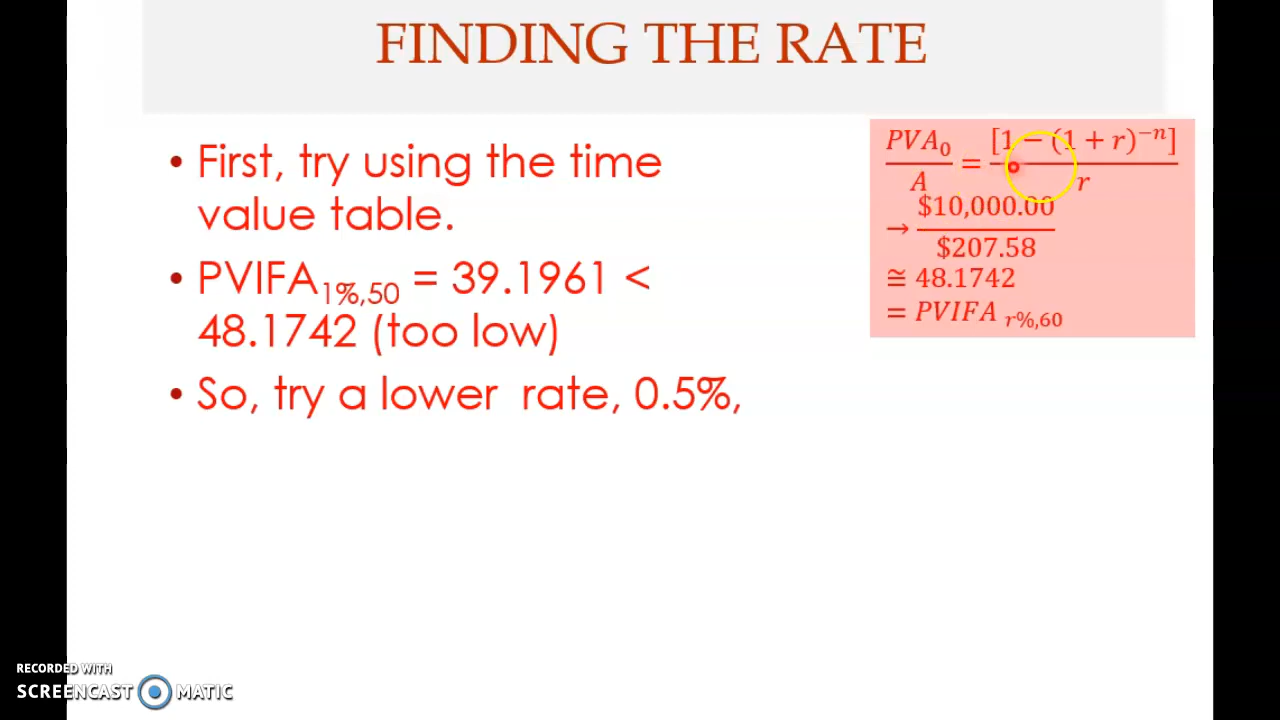 FINDING THE RATE
• First, try using the time
value table.
• PVIFA1%,50 = 39.1961 <
48.1742 (too low)
• So, try a lower rate, 0.5%,
PVA0 / A = [1 − (1 + r)−n] / r
→ $10,000.00 / $207.58
≅ 48.1742
= PVIFA r%,60
RECORDED WITH
SCREENCAST MATIC